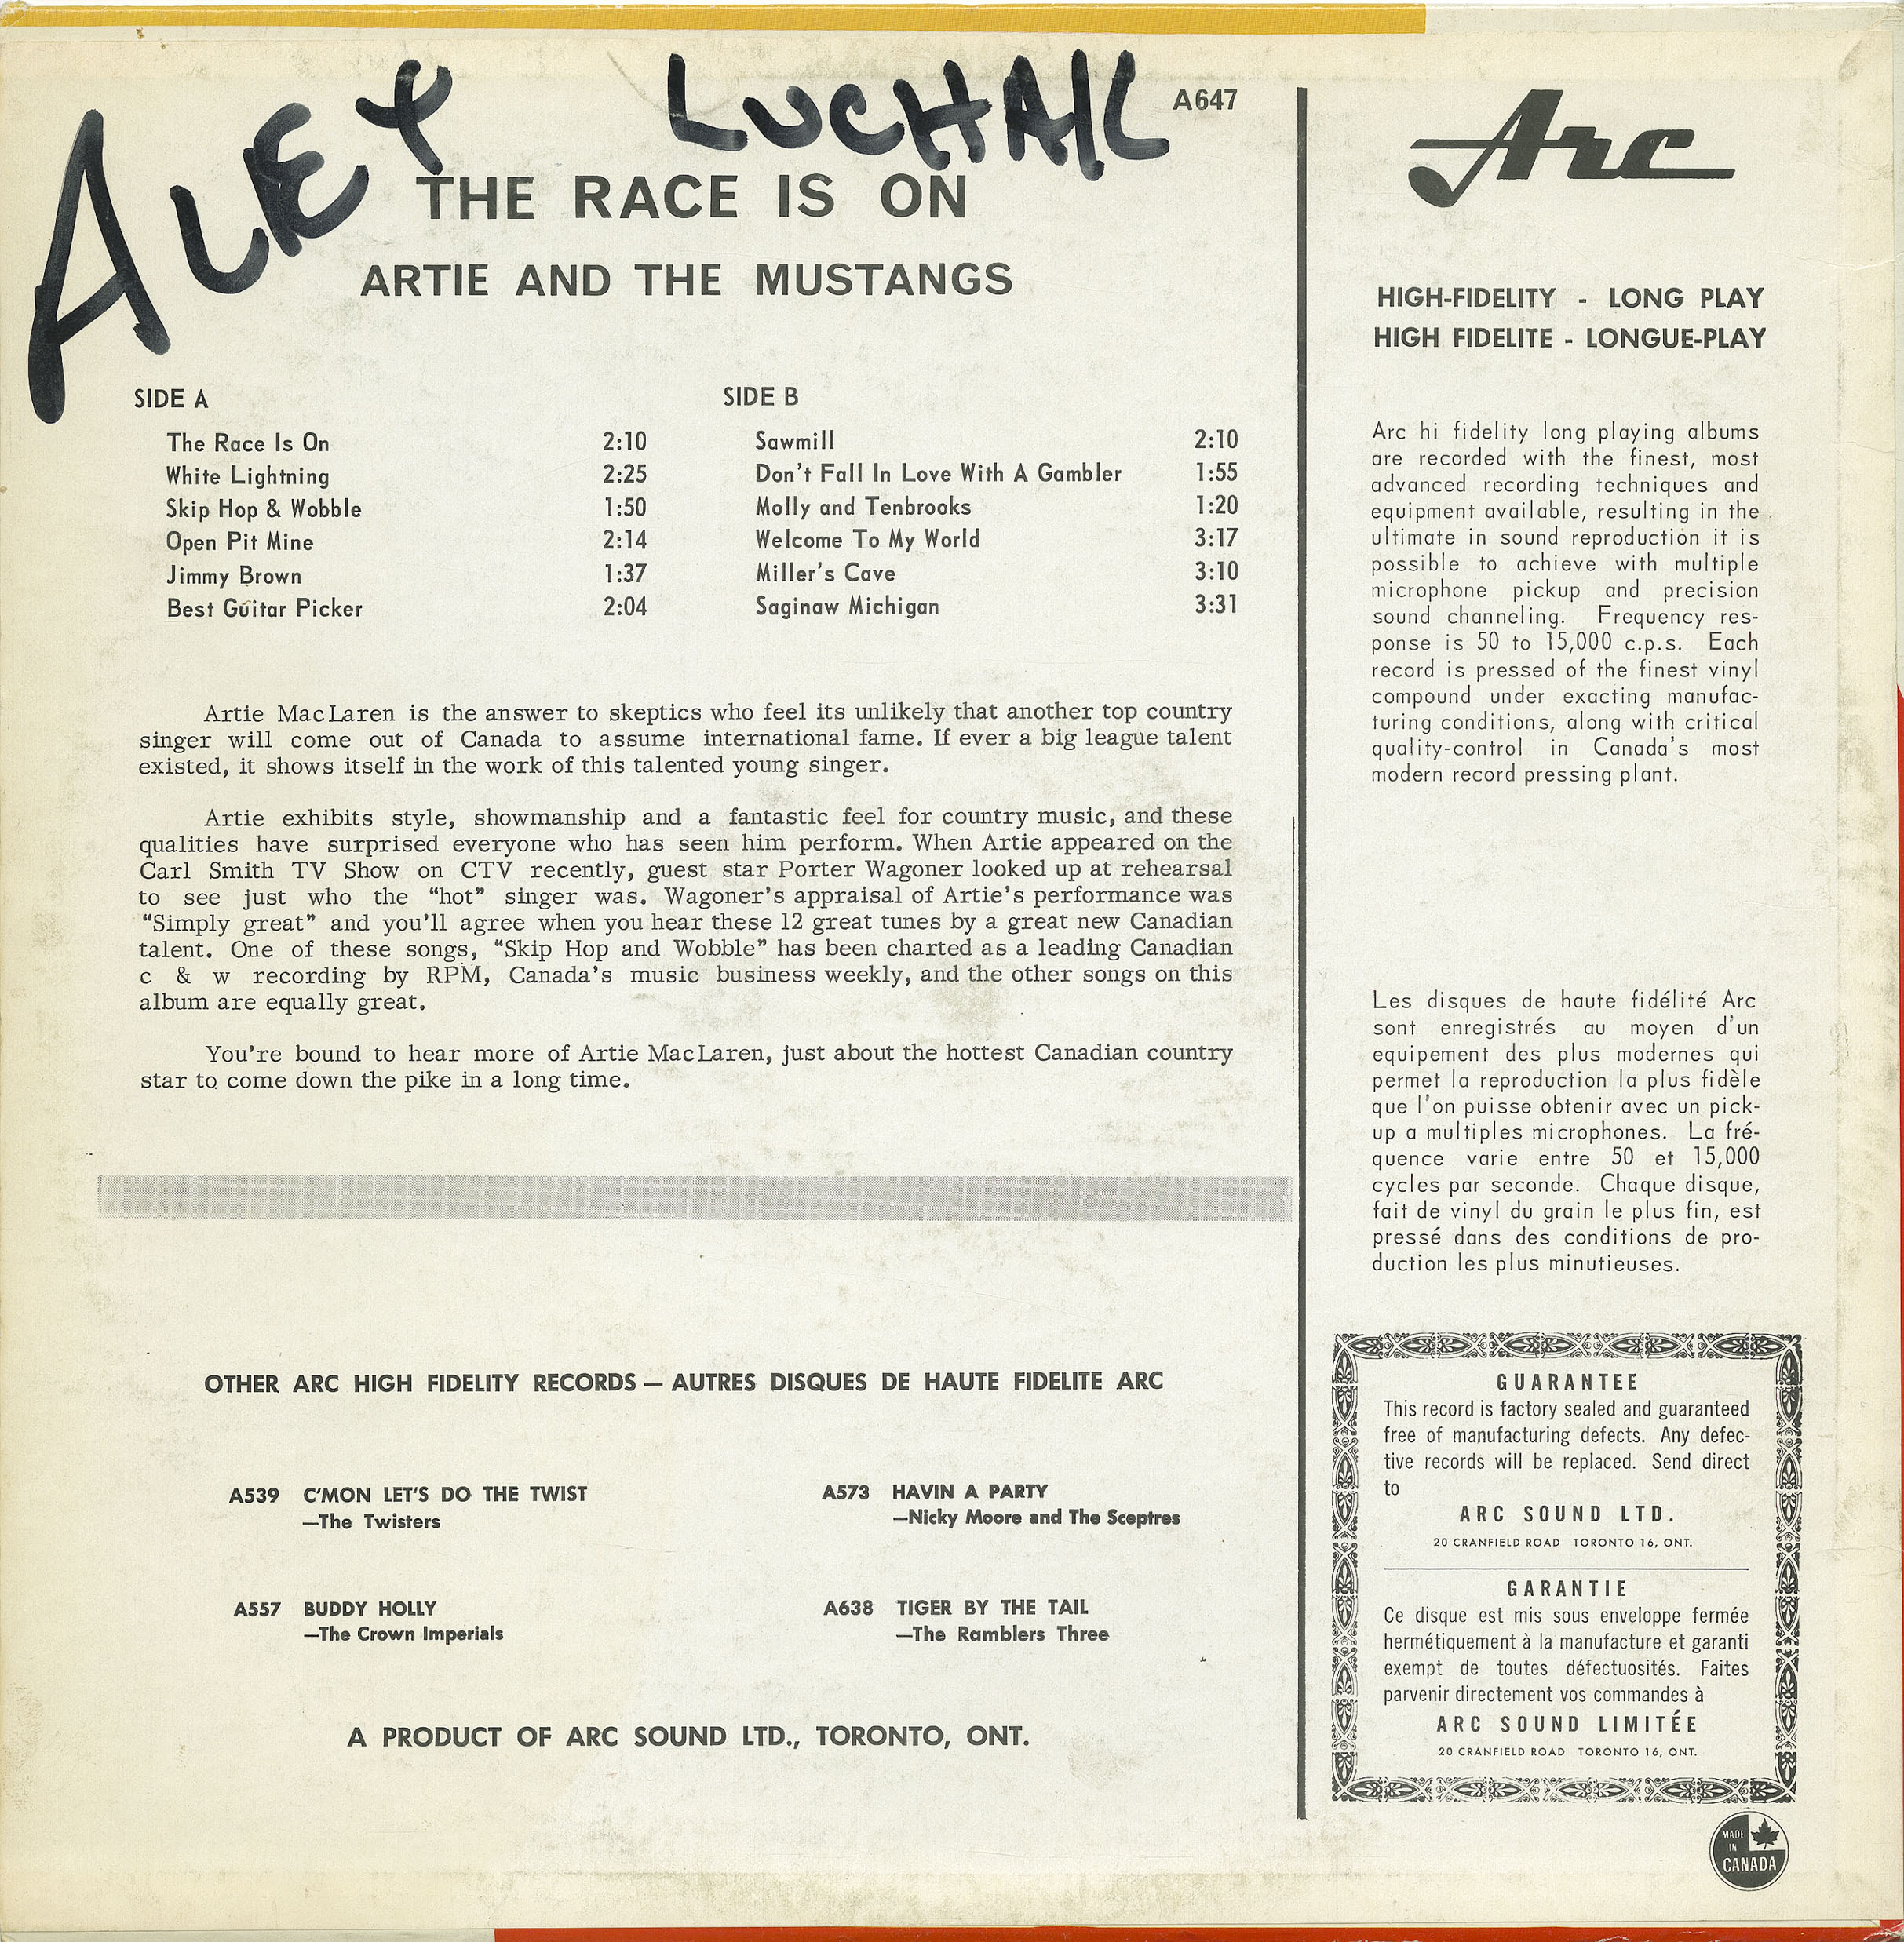 ALEX LUCHAK
A647
THE RACE IS ON
ARTIE AND THE MUSTANGS
SIDE A
The Race Is On 2:10
White Lightning 2:25
Skip Hop & Wobble 1:50
Open Pit Mine 2:14
Jimmy Brown 1:37
Best Guitar Picker 2:04
SIDE B
Sawmill 2:10
Don't Fall In Love With A Gambler 1:55
Molly and Tenbrooks 1:20
Welcome To My World 3:17
Miller's Cave 3:10
Saginaw Michigan 3:31
Artie MacLaren is the answer to skeptics who feel its unlikely that another top country
singer will come out of Canada to assume international fame. If ever a big league talent
existed, it shows itself in the work of this talented young singer.
Artie exhibits style, showmanship and a fantastic feel for country music, and these
qualities have surprised everyone who has seen him perform. When Artie appeared on the
Carl Smith TV Show on CTV recently, guest star Porter Wagoner looked up at rehearsal
to see just who the "hot" singer was. Wagoner's appraisal of Artie's performance was
"Simply great" and you'll agree when you hear these 12 great tunes by a great new Canadian
talent. One of these songs, "Skip Hop and Wobble" has been charted as a leading Canadian
c & w recording by RPM, Canada's music business weekly, and the other songs on this
album are equally great.
You're bound to hear more of Artie MacLaren, just about the hottest Canadian country
star to come down the pike in a long time.
OTHER ARC HIGH FIDELITY RECORDS — AUTRES DISQUES DE HAUTE FIDELITE ARC
A539 C'MON LET'S DO THE TWIST
—The Twisters
A573 HAVIN A PARTY
—Nicky Moore and The Sceptres
A557 BUDDY HOLLY
—The Crown Imperials
A638 TIGER BY THE TAIL
—The Ramblers Three
A PRODUCT OF ARC SOUND LTD., TORONTO, ONT.
Arc
HIGH-FIDELITY - LONG PLAY
HIGH FIDELITE - LONGUE-PLAY
Arc hi fidelity long playing albums
are recorded with the finest, most
advanced recording techniques and
equipment available, resulting in the
ultimate in sound reproduction it is
possible to achieve with multiple
microphone pickup and precision
sound channeling. Frequency res-
ponse is 50 to 15,000 c.p.s. Each
record is pressed of the finest vinyl
compound under exacting manufac-
turing conditions, along with critical
quality-control in Canada's most
modern record pressing plant.
Les disques de haute fidélité Arc
sont enregistrés au moyen d'un
equipement des plus modernes qui
permet la reproduction la plus fidèle
que l'on puisse obtenir avec un pick-
up a multiples microphones. La fré-
quence varie entre 50 et 15,000
cycles par seconde. Chaque disque,
fait de vinyl du grain le plus fin, est
pressé dans des conditions de pro-
duction les plus minutieuses.
GUARANTEE
This record is factory sealed and guaranteed
free of manufacturing defects. Any defec-
tive records will be replaced. Send direct
to
ARC SOUND LTD.
20 CRANFIELD ROAD TORONTO 16, ONT.
GARANTIE
Ce disque est mis sous enveloppe fermée
hermétiquement à la manufacture et garanti
exempt de toutes défectuosités. Faites
parvenir directement vos commandes à
ARC SOUND LIMITÉE
20 CRANFIELD ROAD TORONTO 16, ONT.
MADE
IN
CANADA